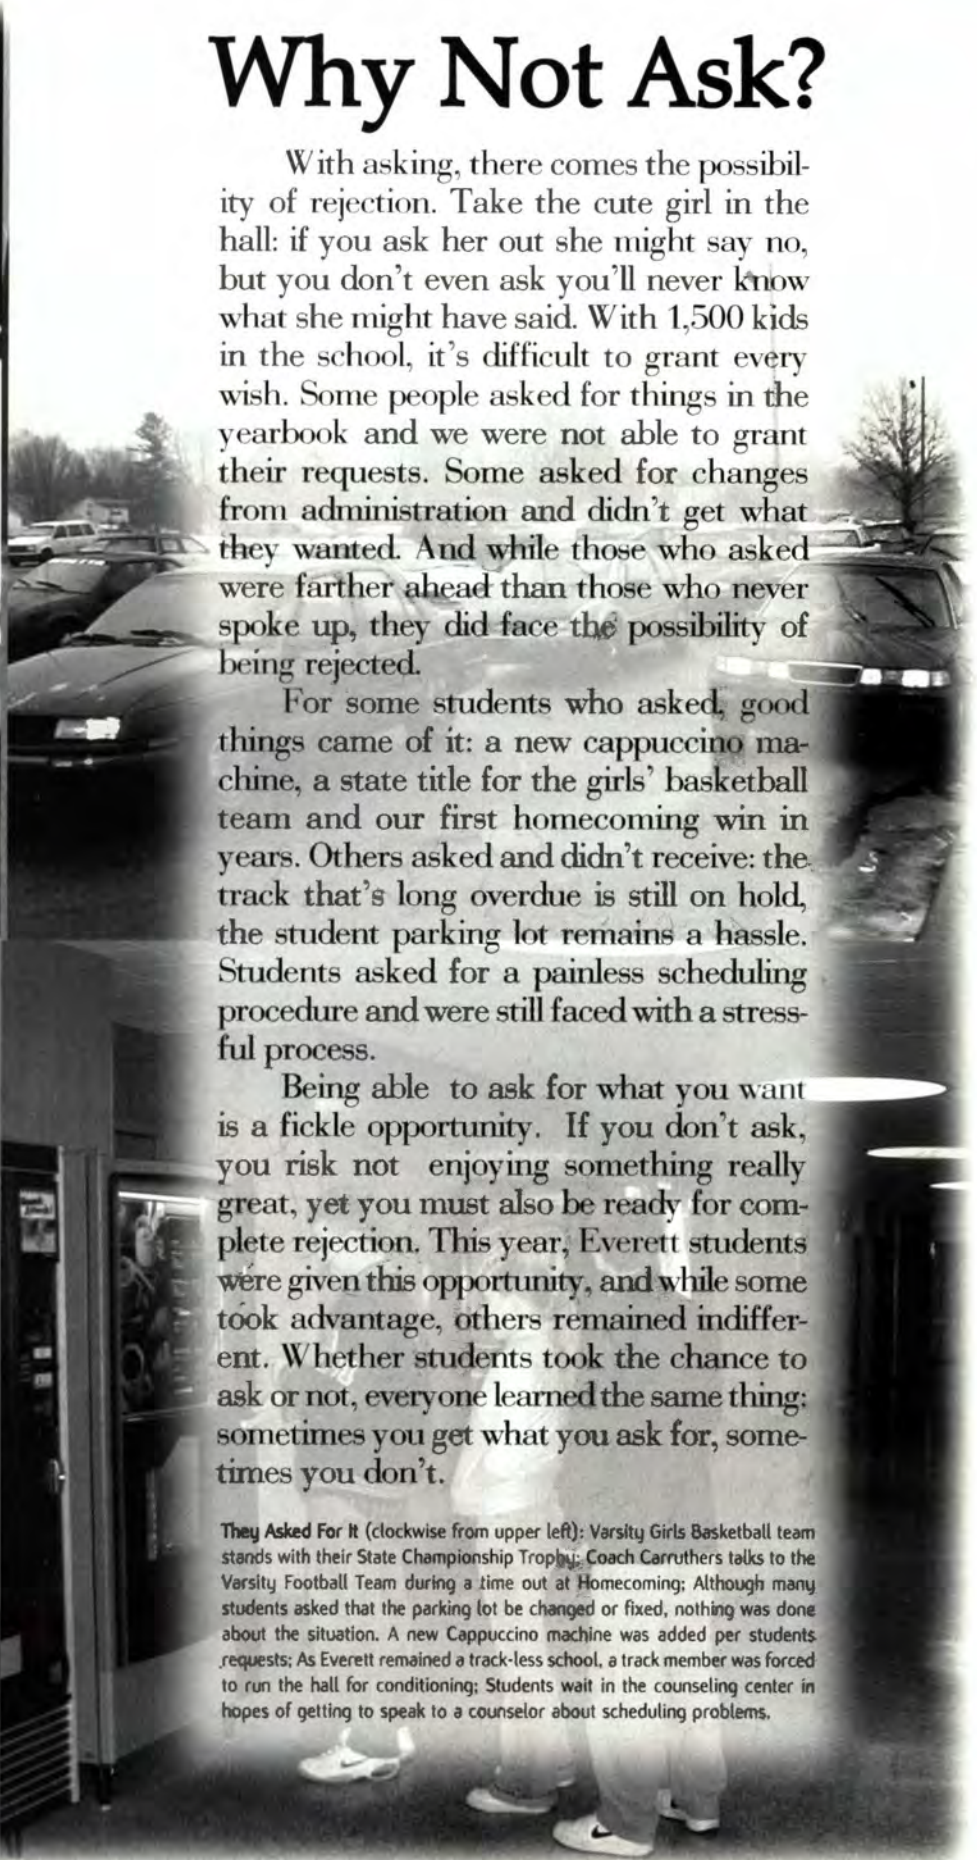 Why Not Ask?
With asking, there comes the possibil-
ity of rejection. Take the cute girl in the
hall: if you ask her out she might say no,
but you don't even ask you'll never know
what she might have said. With 1,500 kids
in the school, it's difficult to grant every
wish. Some people asked for things in the
yearbook and we were not able to grant
their requests. Some asked for changes
from administration and didn't get what
they wanted. And while those who asked
were farther ahead than those who never
spoke up, they did face the possibility of
being rejected.
For some students who asked, good
things came of it: a new cappuccino ma-
chine, a state title for the girls' basketball
team and our first homecoming win in
years. Others asked and didn't receive: the
track that's long overdue is still on hold,
the student parking lot remains a hassle.
Students asked for a painless scheduling
procedure and were still faced with a stress-
ful process.
Being able to ask for what you want
is a fickle opportunity. If you don't ask,
you risk not enjoying something really
great, yet you must also be ready for com-
plete rejection. This year, Everett students
were given this opportunity, and while some
took advantage, others remained indiffer-
ent. Whether students took the chance to
ask or not, everyone learned the same thing:
sometimes you get what you ask for, some-
times you don't.
They Asked For It (clockwise from upper left): Varsity Girls Basketball team
stands with their State Championship Trophy; Coach Carruthers talks to the
Varsity Football Team during a time out at Homecoming; Although many
students asked that the parking lot be changed or fixed, nothing was done
about the situation. A new Cappuccino machine was added per students
requests; As Everett remained a track-less school, a track member was forced
to run the hall for conditioning; Students wait in the counseling center in
hopes of getting to speak to a counselor about scheduling problems.